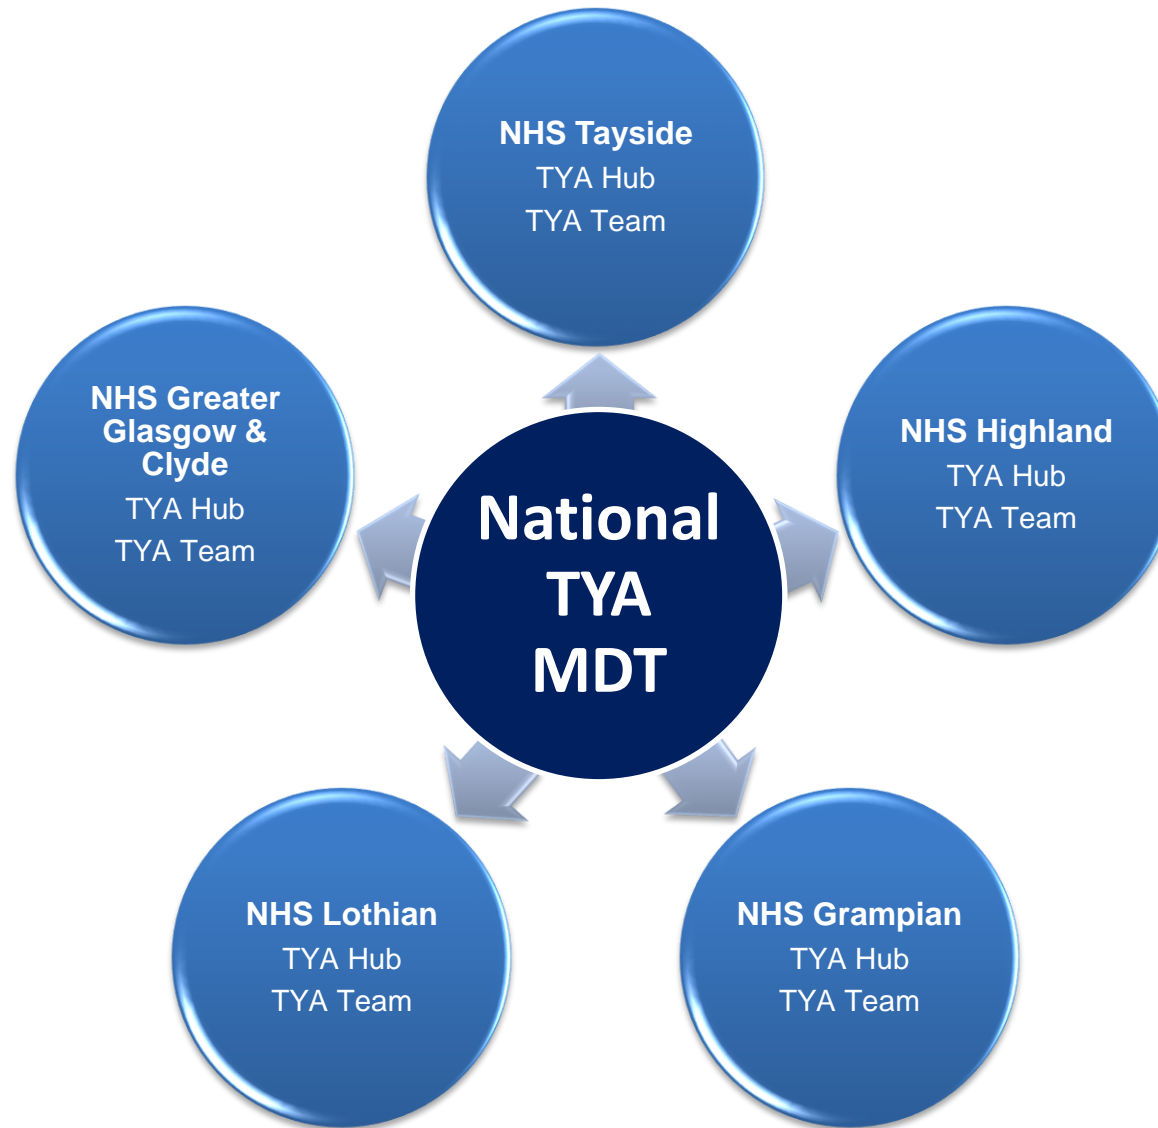 NHS Tayside
TYA Hub
TYA Team
NHS Greater
Glasgow &
Clyde
TYA Hub
TYA Team
NHS Highland
TYA Hub
TYA Team
National
TYA
MDT
NHS Lothian
TYA Hub
TYA Team
NHS Grampian
TYA Hub
TYA Team